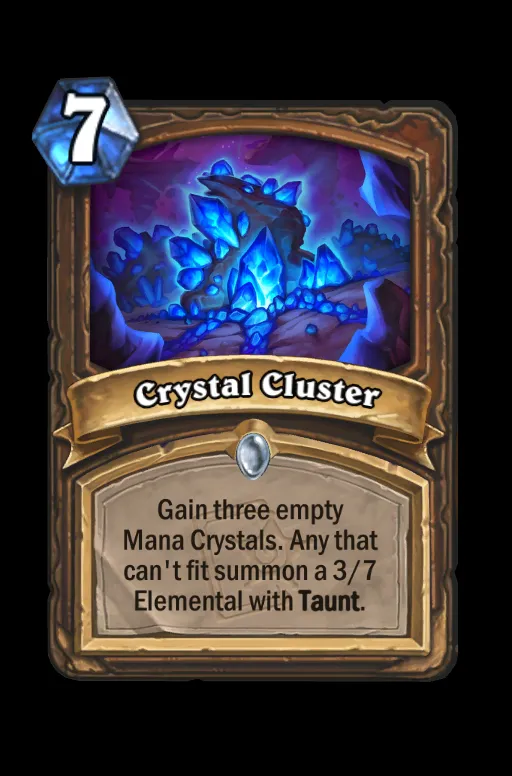 7
Crystal Cluster
Gain three empty
Mana Crystals. Any that
can't fit summon a 3/7
Elemental with Taunt.